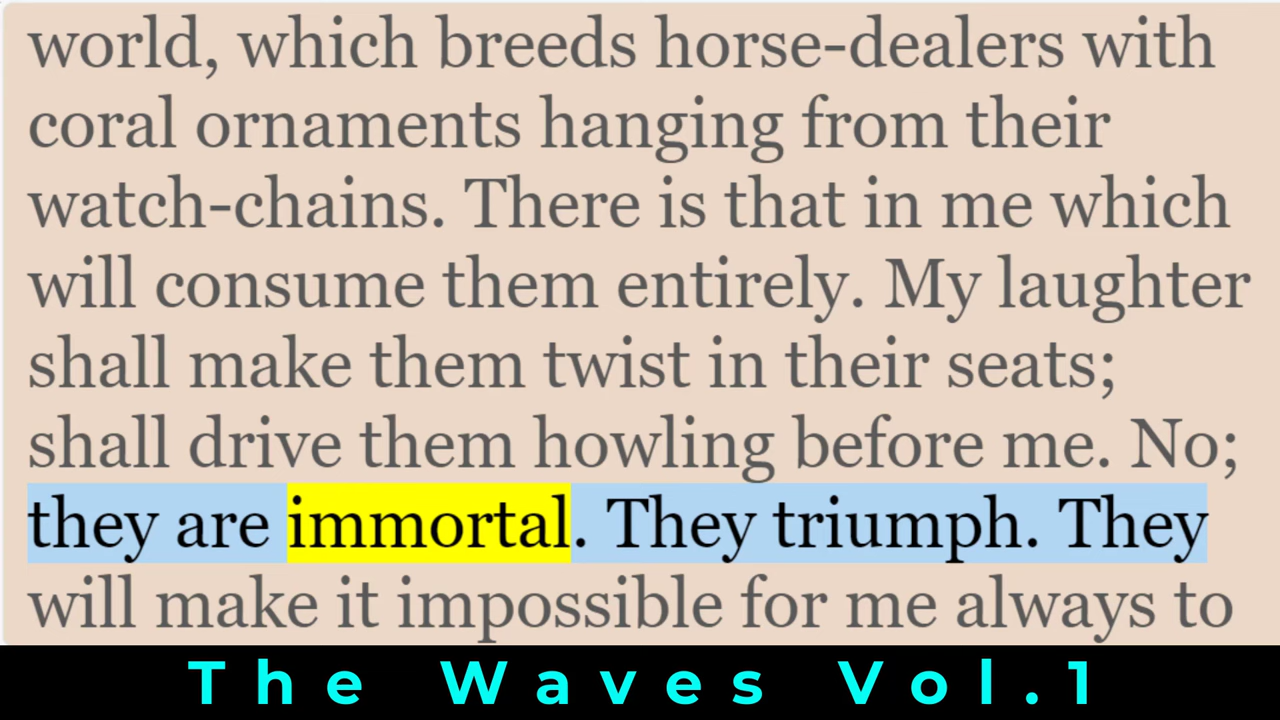 world, which breeds horse-dealers with
coral ornaments hanging from their
watch-chains. There is that in me which
will consume them entirely. My laughter
shall make them twist in their seats;
shall drive them howling before me. No;
they are immortal. They triumph. They
will make it impossible for me always to
The Waves Vol.1